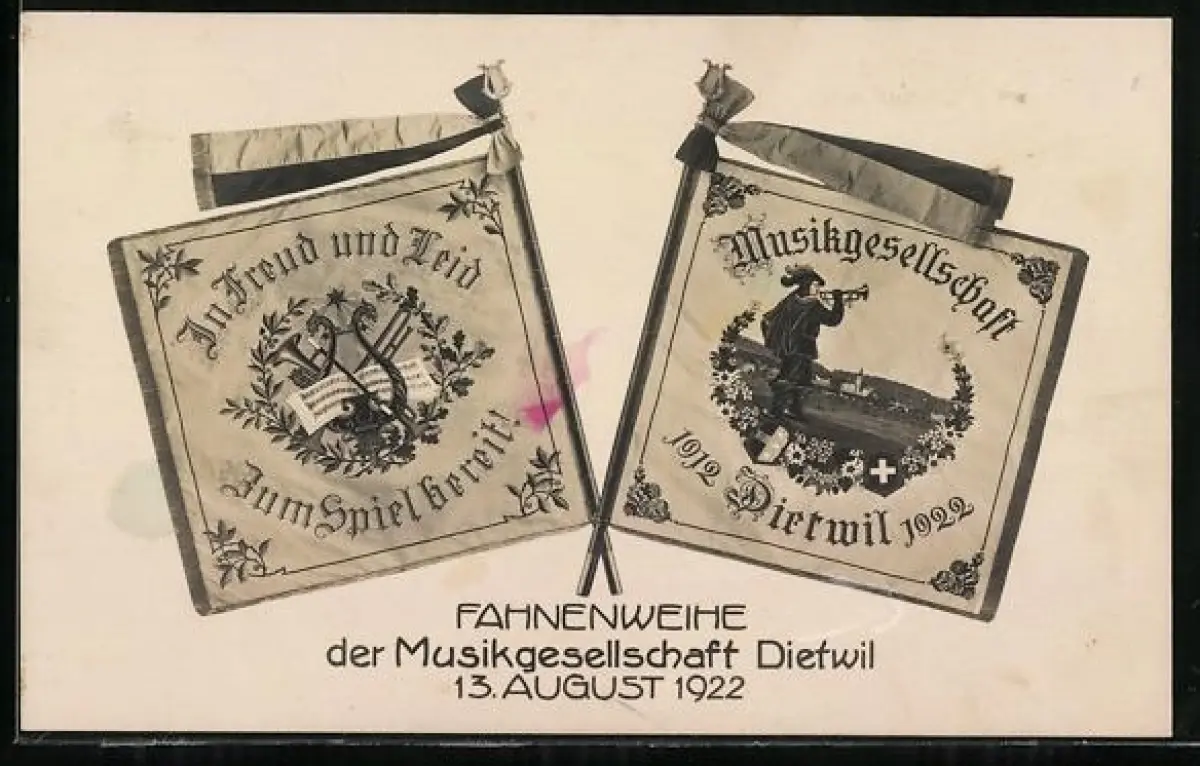 In Freud und Leid
Zum Spiel bereit!
Musikgesellschaft
1912 Dietwil 1922
FAHNENWEIHE
der Musikgesellschaft Dietwil
13. AUGUST 1922